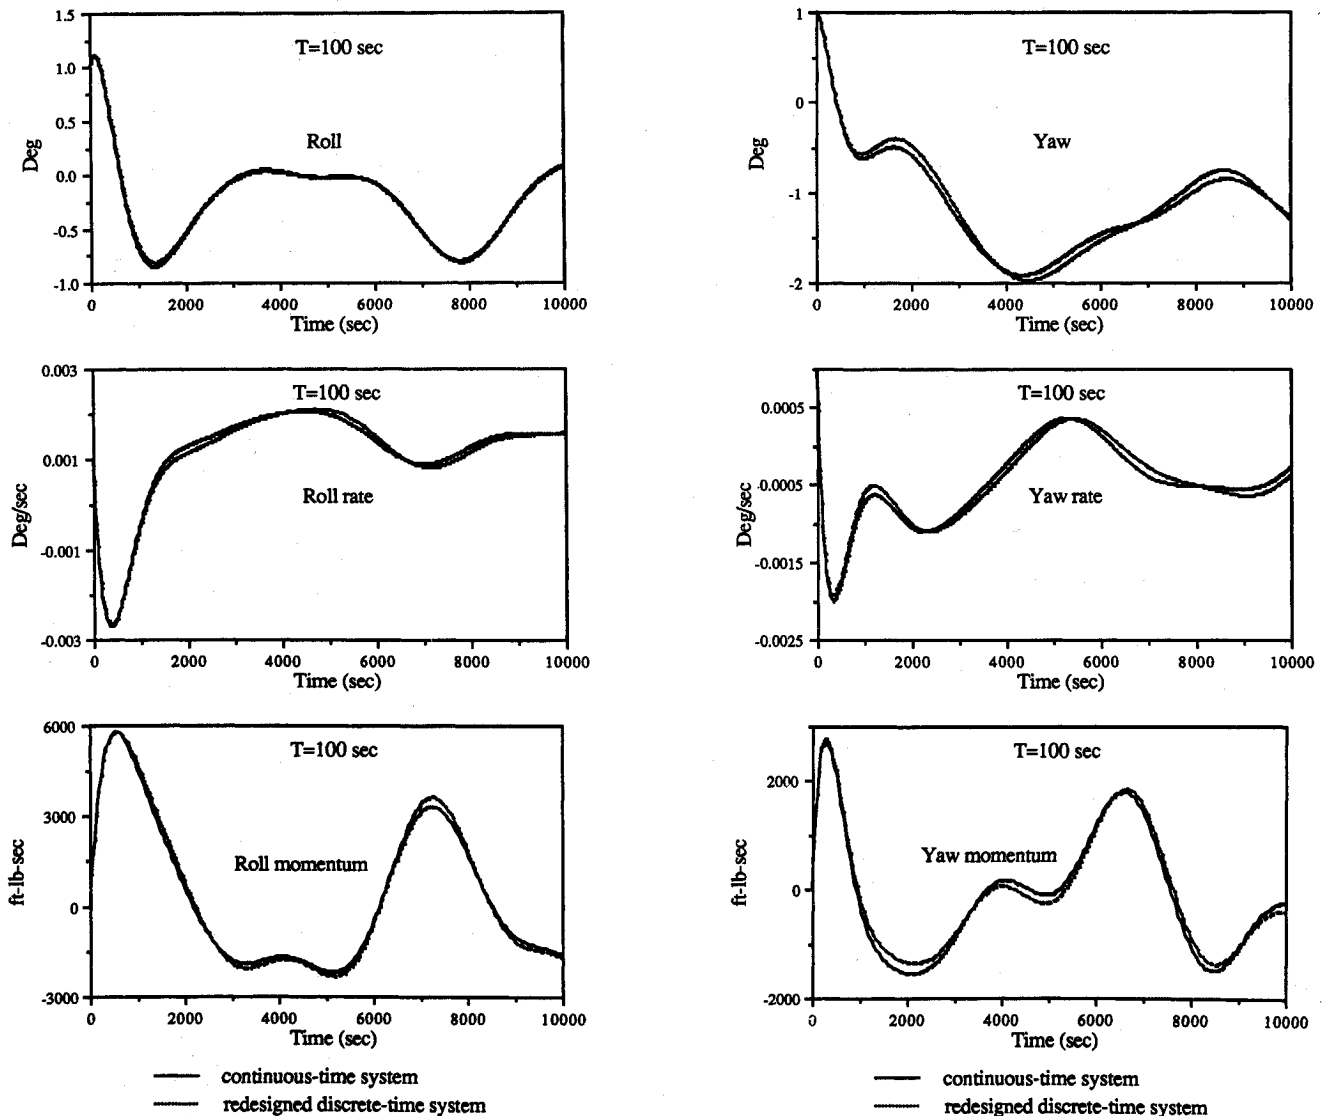 1.5
T=100 sec
1.0
0.5
Roll
Deg
0.0
-0.5
-1.0
0 2000 4000 6000 8000 10000
Time (sec)
1
T=100 sec
0
Yaw
Deg
-1
-2
0 2000 4000 6000 8000 10000
Time (sec)
0.003
T=100 sec
0.001
Roll rate
Deg/sec
-0.001
-0.003
0 2000 4000 6000 8000 10000
Time (sec)
T=100 sec
0.0005
-0.0005
Yaw rate
Deg/sec
-0.0015
-0.0025
0 2000 4000 6000 8000 10000
Time (sec)
6000
T=100 sec
3000
Roll momentum
ft-lb-sec
0
-3000
0 2000 4000 6000 8000 10000
Time (sec)
continuous-time system
redesigned discrete-time system
T=100 sec
2000
Yaw momentum
ft-lb-sec
0
-2000
0 2000 4000 6000 8000 10000
Time (sec)
continuous-time system
redesigned discrete-time system